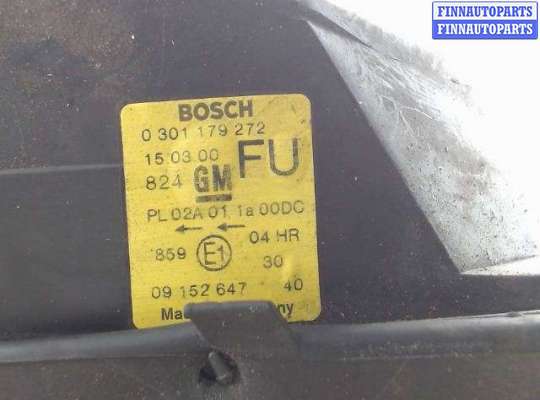 FINNAUTOPARTS
FINNAUTOPARTS
BOSCH
0 301 179 272
15.03.00 FU
824 GM
PL 02A 01 1a 00DC
04 HR
859 E1
30
09 152 647 40